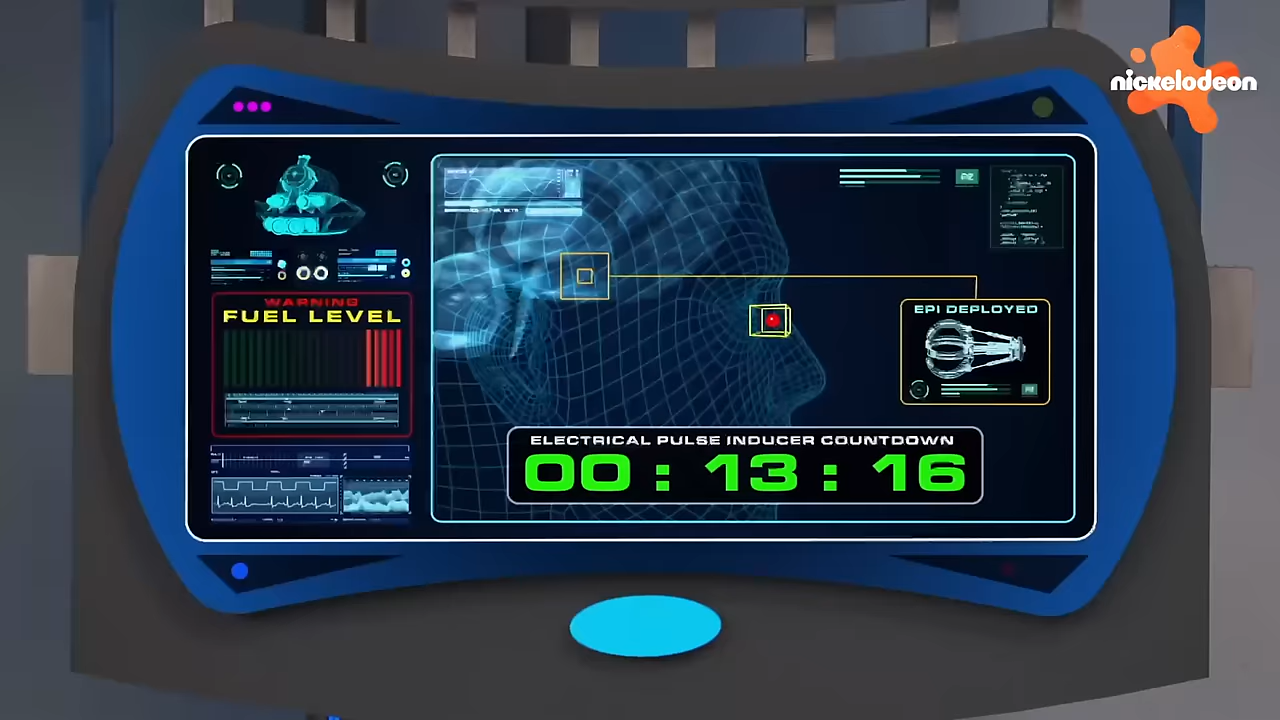 nickelodeon
WARNING
FUEL LEVEL
EPI DEPLOYED
ELECTRICAL PULSE INDUCER COUNTDOWN
00 : 13 : 16